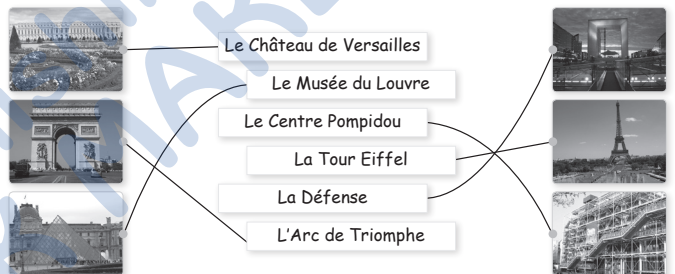 Le Château de Versailles
Le Musée du Louvre
Le Centre Pompidou
La Tour Eiffel
La Défense
L'Arc de Triomphe